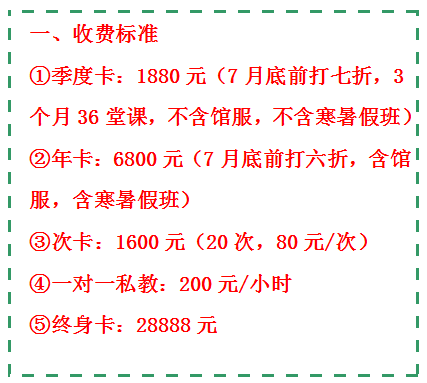 一、收费标准
①季度卡：1880 元（7 月底前打七折，3
个月 36 堂课，不含馆服，不含寒暑假班）
②年卡：6800 元（7 月底前打六折，含馆
服，含寒暑假班）
③次卡：1600 元（20 次，80 元/次）
④一对一私教：200 元/小时
⑤终身卡：28888 元